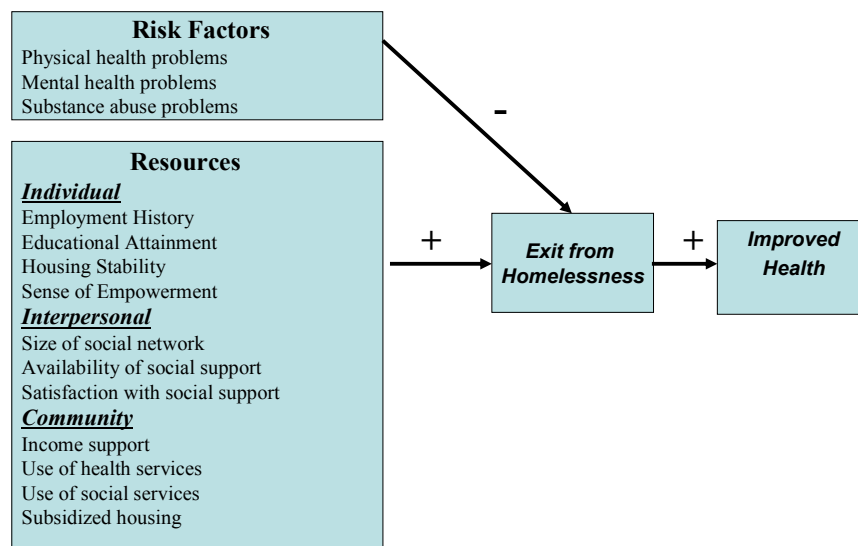 Risk Factors
Physical health problems
Mental health problems
Substance abuse problems
-
Resources
Individual
Employment History
Educational Attainment
Housing Stability
Sense of Empowerment
Interpersonal
Size of social network
Availability of social support
Satisfaction with social support
Community
Income support
Use of health services
Use of social services
Subsidized housing
+
Exit from
Homelessness
+
Improved
Health